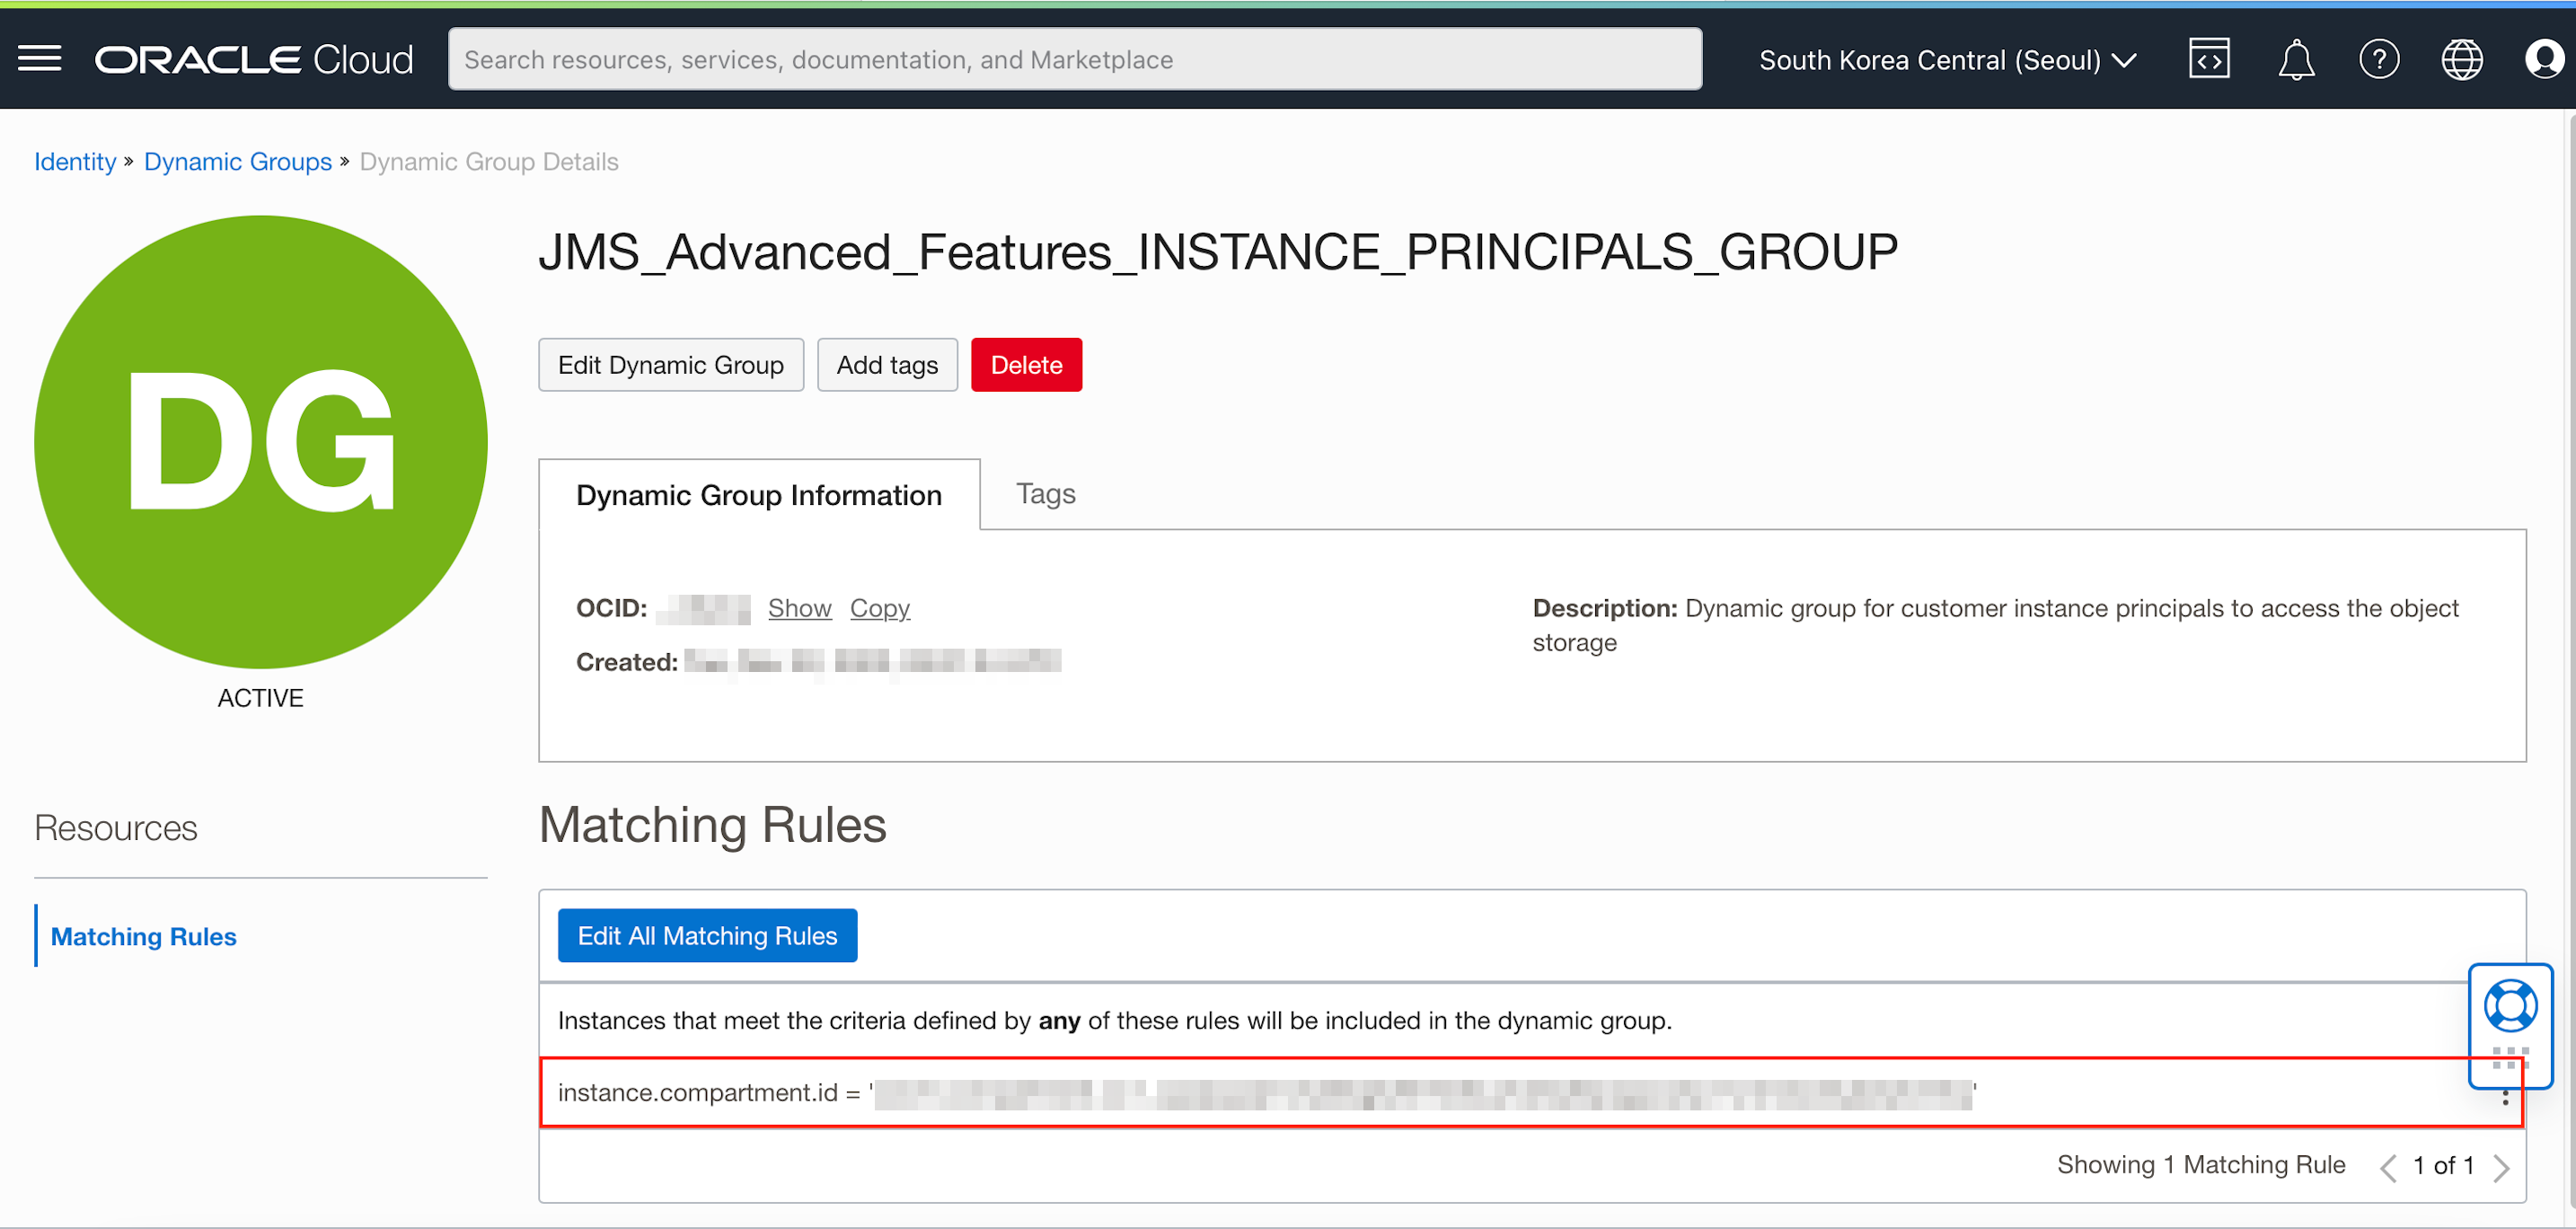 ORACLE Cloud
Search resources, services, documentation, and Marketplace
South Korea Central (Seoul)
Identity » Dynamic Groups » Dynamic Group Details
DG
ACTIVE
JMS_Advanced_Features_INSTANCE_PRINCIPALS_GROUP
Edit Dynamic Group
Add tags
Delete
Dynamic Group Information
Tags
OCID: Show Copy
Created:
Description: Dynamic group for customer instance principals to access the object
storage
Resources
Matching Rules
Matching Rules
Edit All Matching Rules
Instances that meet the criteria defined by any of these rules will be included in the dynamic group.
instance.compartment.id = ' '
Showing 1 Matching Rule
1 of 1